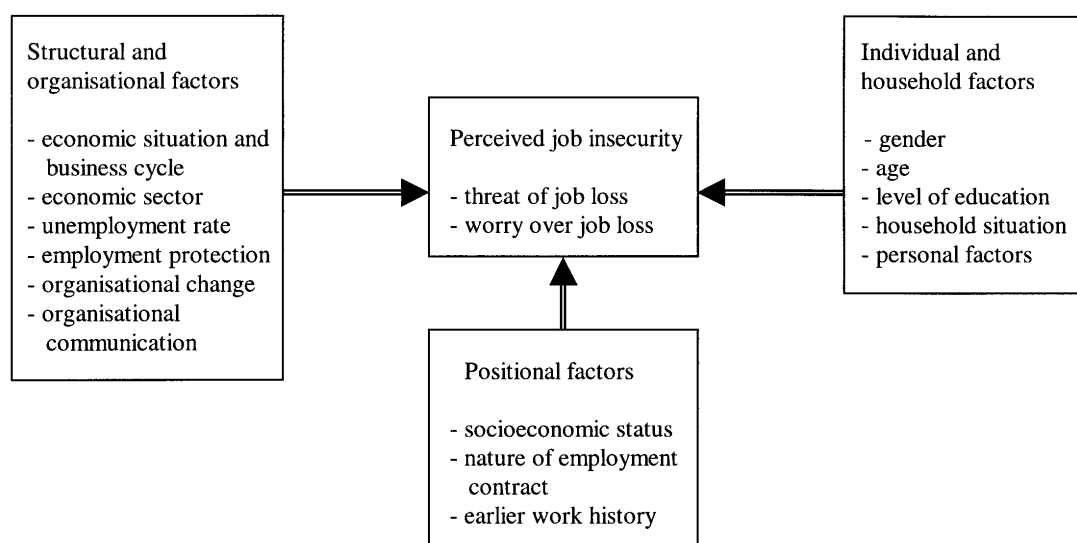 Structural and
organisational factors
- economic situation and
business cycle
- economic sector
- unemployment rate
- employment protection
- organisational change
- organisational
communication
Perceived job insecurity
- threat of job loss
- worry over job loss
Individual and
household factors
- gender
- age
- level of education
- household situation
- personal factors
Positional factors
- socioeconomic status
- nature of employment
contract
- earlier work history